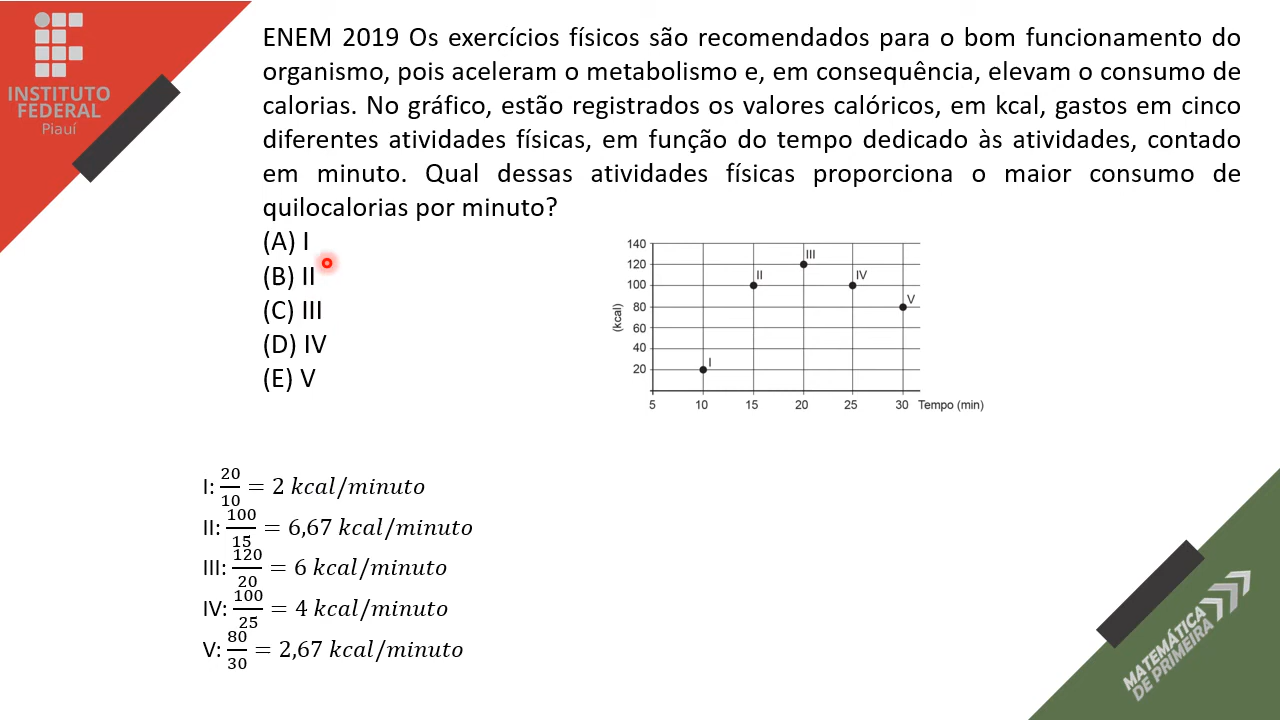 INSTITUTO
FEDERAL
Piauí
ENEM 2019 Os exercícios físicos são recomendados para o bom funcionamento do
organismo, pois aceleram o metabolismo e, em consequência, elevam o consumo de
calorias. No gráfico, estão registrados os valores calóricos, em kcal, gastos em cinco
diferentes atividades físicas, em função do tempo dedicado às atividades, contado
em minuto. Qual dessas atividades físicas proporciona o maior consumo de
quilocalorias por minuto?
(A) I
(B) II
(C) III
(D) IV
(E) V
140
120
100
80
60
40
20
(kcal)
I
II
III
IV
V
5 10 15 20 25 30 Tempo (min)
I: 20/10 = 2 kcal/minuto
II: 100/15 = 6,67 kcal/minuto
III: 120/20 = 6 kcal/minuto
IV: 100/25 = 4 kcal/minuto
V: 80/30 = 2,67 kcal/minuto
MATEMÁTICA
DE PRIMEIRA